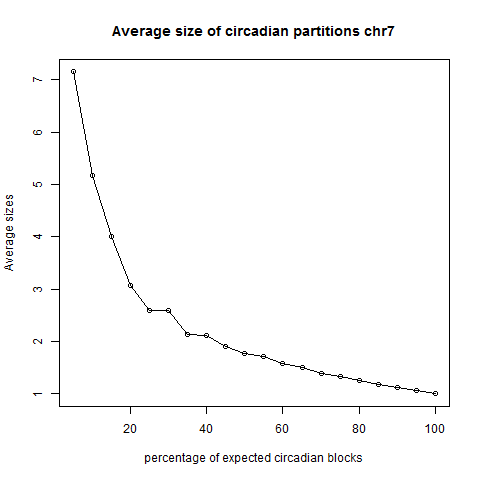 Average size of circadian partitions chr7
Average sizes
7
6
5
4
3
2
1
20 40 60 80 100
percentage of expected circadian blocks